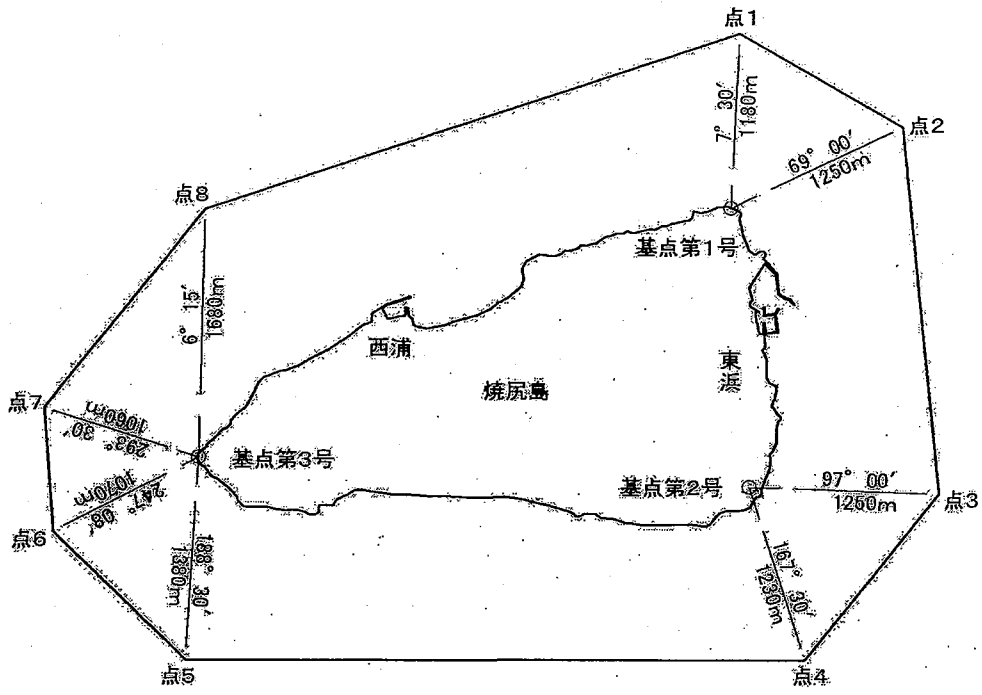 点1
7° 30′
1180m
点2
69° 00′
1250m
点8
6° 15′
1680m
基点第1号
西浦
東浜
焼尻島
点7
293° 30′
1060m
基点第3号
基点第2号
97° 00′
1250m
点3
247° 08′
1070m
点6
188° 30′
1380m
167° 30′
1230m
点5
点4